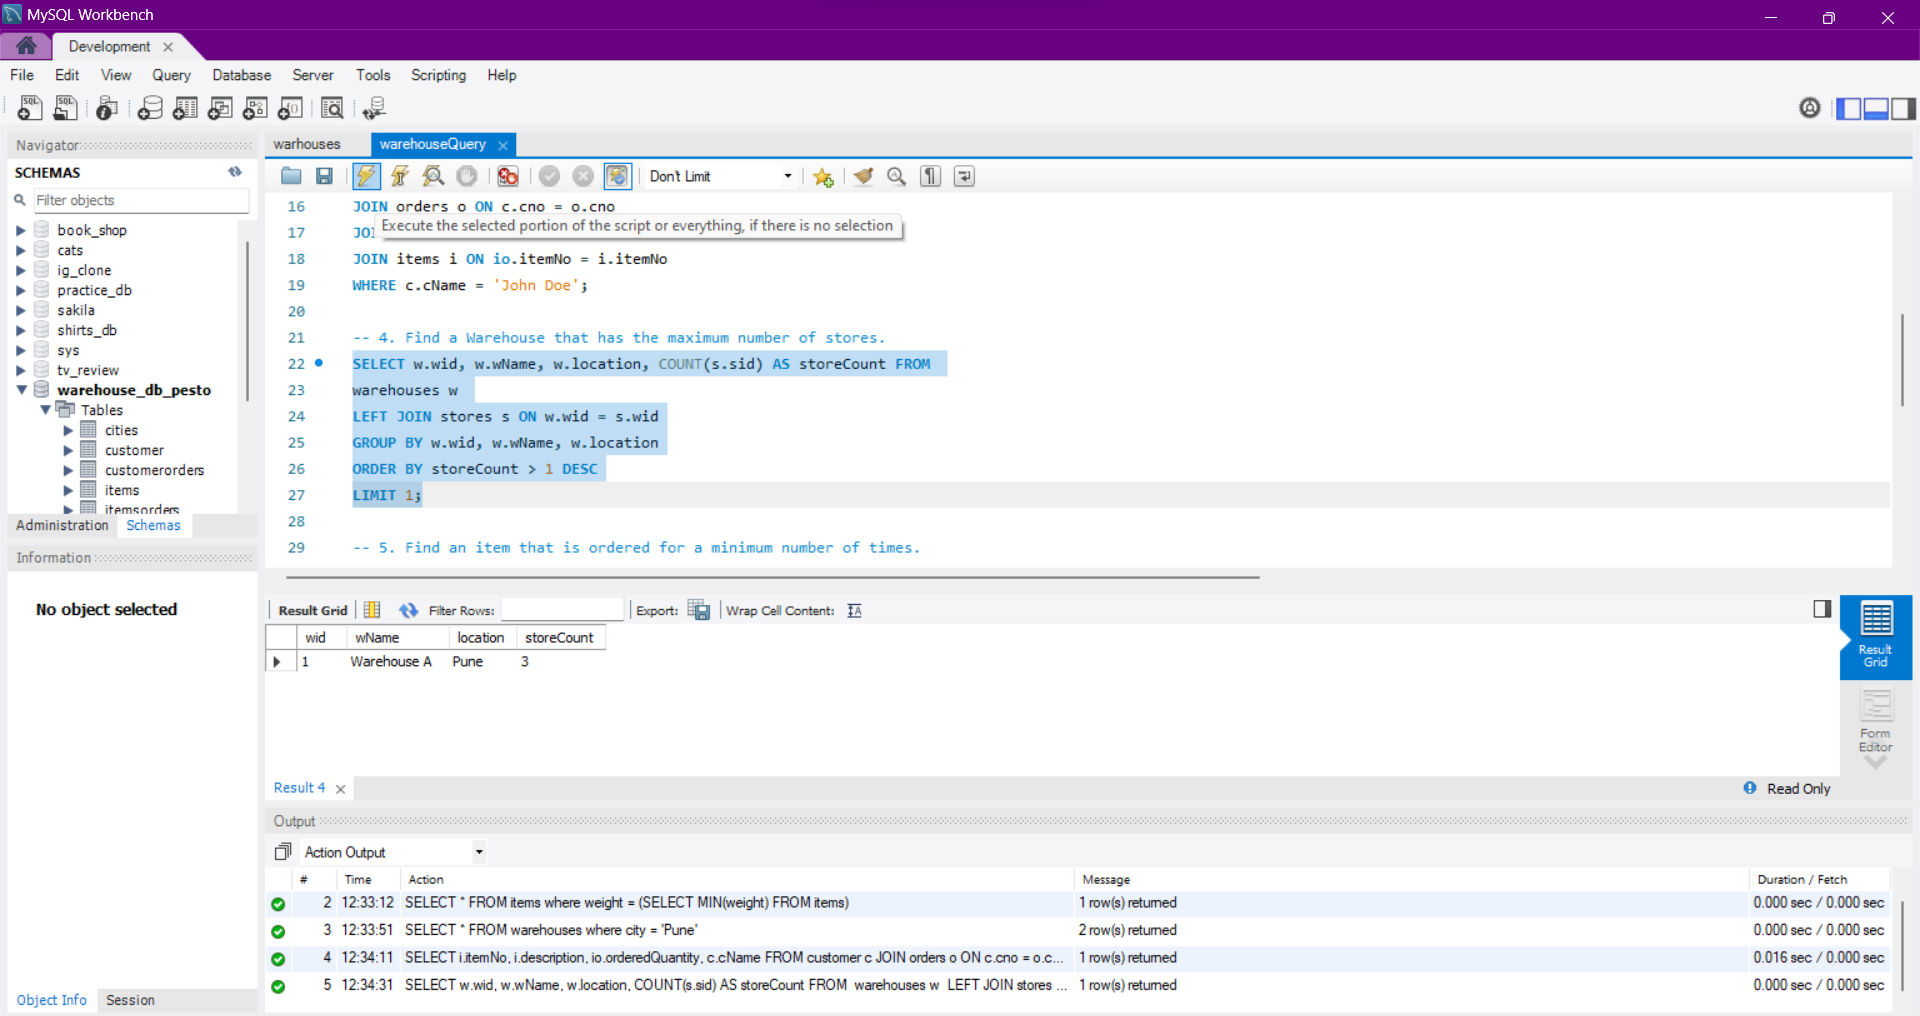 MySQL Workbench
Development
File Edit View Query Database Server Tools Scripting Help
Navigator
SCHEMAS
Filter objects
book_shop
cats
ig_clone
practice_db
sakila
shirts_db
sys
tv_review
warehouse_db_pesto
Tables
cities
customer
customerorders
items
itemsorders
Administration Schemas
Information
No object selected
Object Info Session
warhouses warehouseQuery
Don't Limit
16 JOIN orders o ON c.cno = o.cno
17 JOI
Execute the selected portion of the script or everything, if there is no selection
18 JOIN items i ON io.itemNo = i.itemNo
19 WHERE c.cName = 'John Doe';
20
21 -- 4. Find a Warehouse that has the maximum number of stores.
22 SELECT w.wid, w.wName, w.location, COUNT(s.sid) AS storeCount FROM
23 warehouses w
24 LEFT JOIN stores s ON w.wid = s.wid
25 GROUP BY w.wid, w.wName, w.location
26 ORDER BY storeCount > 1 DESC
27 LIMIT 1;
28
29 -- 5. Find an item that is ordered for a minimum number of times.
Result Grid Filter Rows: Export: Wrap Cell Content:
wid wName location storeCount
1 Warehouse A Pune 3
Result
Grid
Form
Editor
Result 4 Read Only
Output
Action Output
# Time Action Message Duration / Fetch
2 12:33:12 SELECT * FROM items where weight = (SELECT MIN(weight) FROM items) 1 row(s) returned 0.000 sec / 0.000 sec
3 12:33:51 SELECT * FROM warehouses where city = 'Pune' 2 row(s) returned 0.000 sec / 0.000 sec
4 12:34:11 SELECT i.itemNo, i.description, io.orderedQuantity, c.cName FROM customer c JOIN orders o ON c.cno = o.c... 1 row(s) returned 0.016 sec / 0.000 sec
5 12:34:31 SELECT w.wid, w.wName, w.location, COUNT(s.sid) AS storeCount FROM warehouses w LEFT JOIN stores ... 1 row(s) returned 0.000 sec / 0.000 sec